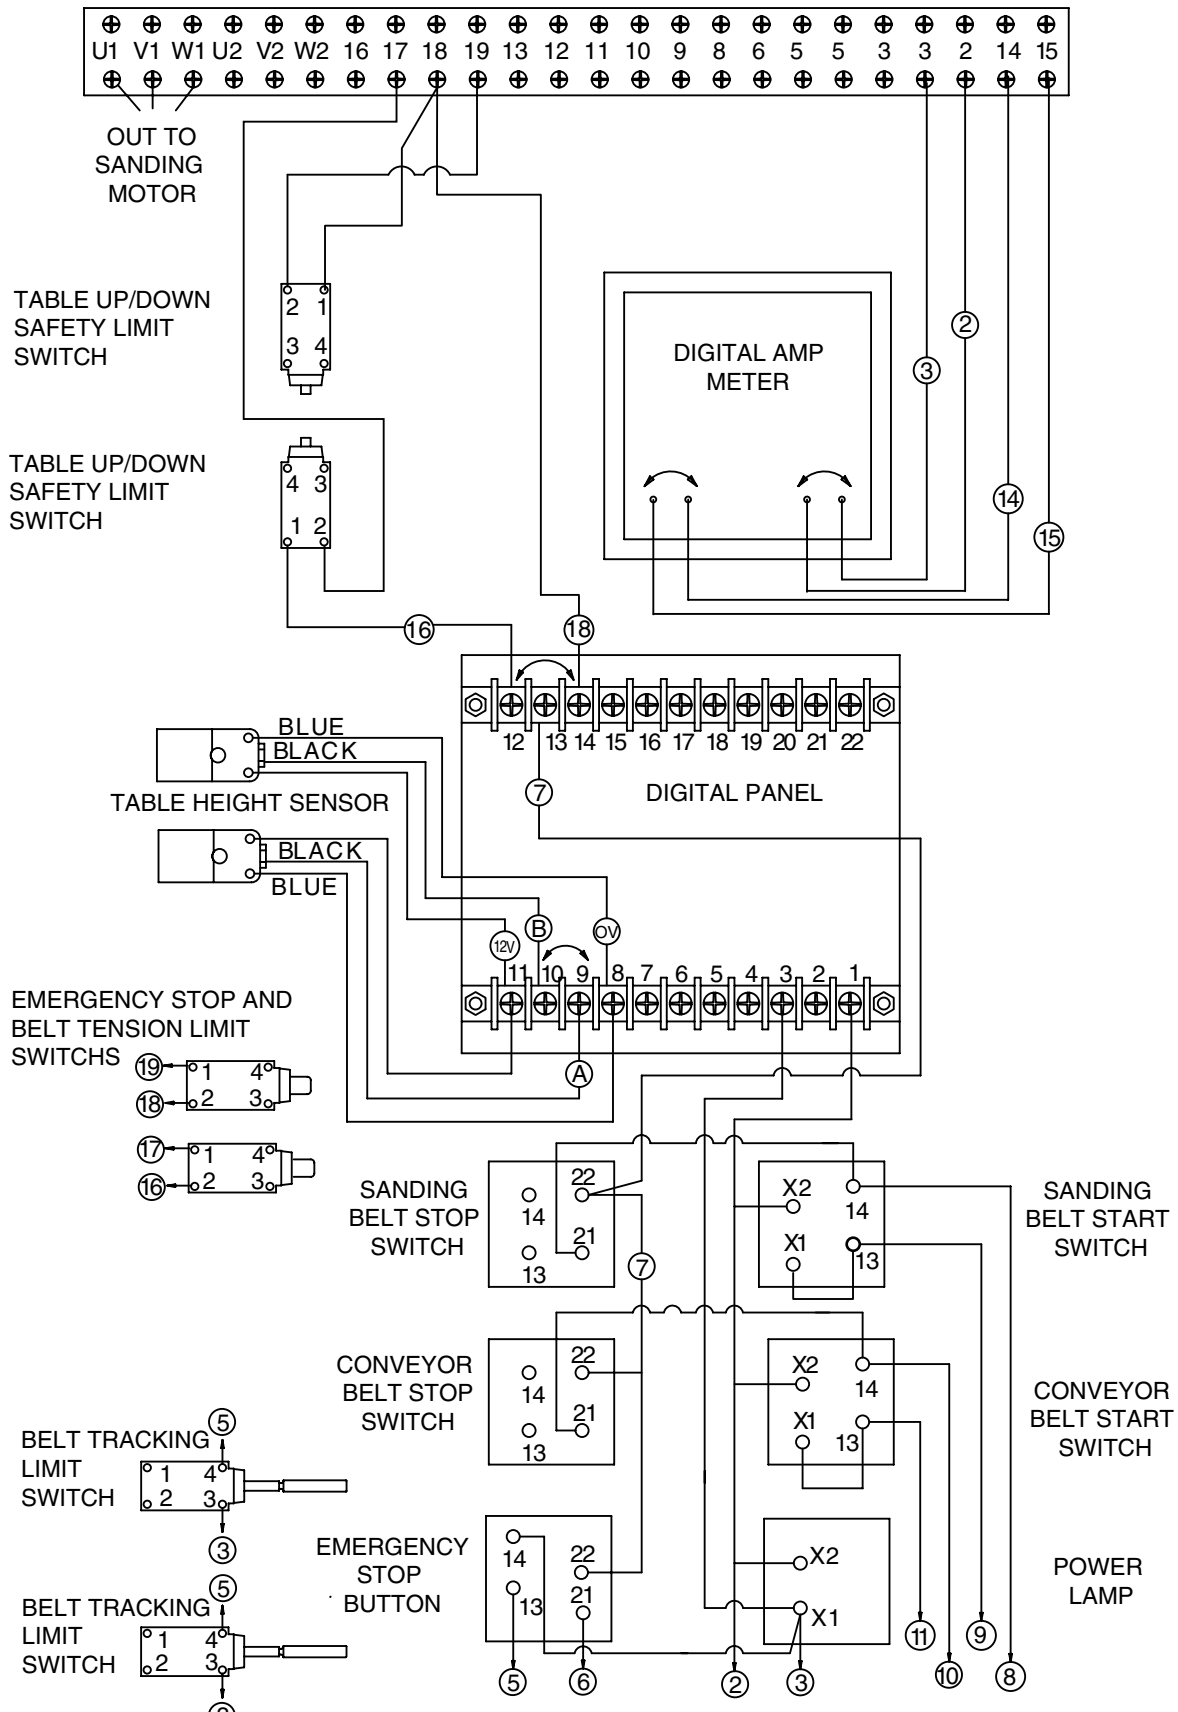 U1 V1 W1 U2 V2 W2 16 17 18 19 13 12 11 10 9 8 6 5 5 3 3 2 14 15
OUT TO
SANDING
MOTOR
TABLE UP/DOWN
SAFETY LIMIT
SWITCH
2 1
3 4
DIGITAL AMP
METER
2
3
TABLE UP/DOWN
SAFETY LIMIT
SWITCH
4 3
1 2
14
15
16
18
12 13 14 15 16 17 18 19 20 21 22
BLUE
BLACK
7
DIGITAL PANEL
TABLE HEIGHT SENSOR
BLACK
BLUE
12V
B
OV
11 10 9 8 7 6 5 4 3 2 1
A
EMERGENCY STOP AND
BELT TENSION LIMIT
SWITCHS
19 1 4
18 2 3
17 1 4
16 2 3
SANDING
BELT STOP
SWITCH
22
14
21
13
7
X2
14
X1
13
SANDING
BELT START
SWITCH
CONVEYOR
BELT STOP
SWITCH
22
14
21
13
X2
14
X1
13
CONVEYOR
BELT START
SWITCH
BELT TRACKING
LIMIT
SWITCH
5
1 4
2 3
3
EMERGENCY
STOP
BUTTON
14
22
13
21
X2
X1
POWER
LAMP
BELT TRACKING
LIMIT
SWITCH
5
1 4
2 3
5 6 2 3 11 10 9 8